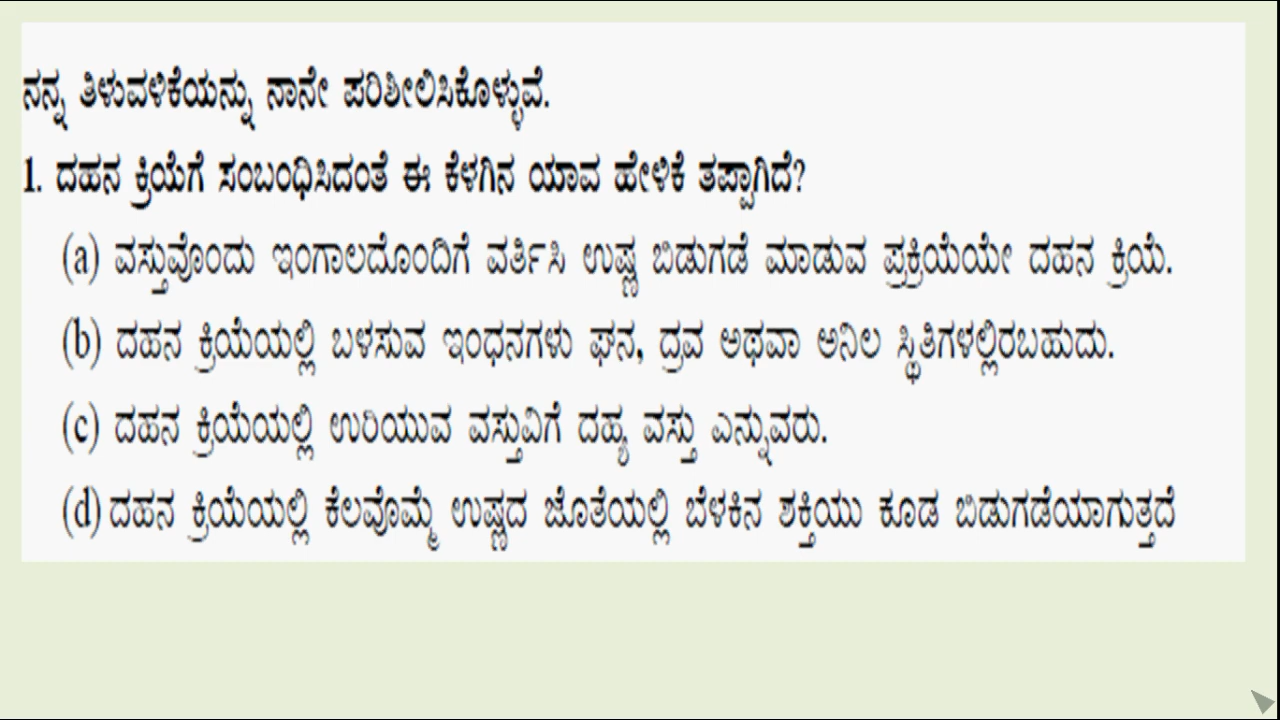 ನನ್ನ ತಿಳುವಳಿಕೆಯನ್ನು ನಾನೇ ಪರಿಶೀಲಿಸಿಕೊಳ್ಳುವೆ.
1. ದಹನ ಕ್ರಿಯೆಗೆ ಸಂಬಂಧಿಸಿದಂತೆ ಈ ಕೆಳಗಿನ ಯಾವ ಹೇಳಿಕೆ ತಪ್ಪಾಗಿದೆ?
(a) ವಸ್ತುವೊಂದು ಇಂಗಾಲದೊಂದಿಗೆ ವರ್ತಿಸಿ ಉಷ್ಣ ಬಿಡುಗಡೆ ಮಾಡುವ ಪ್ರಕ್ರಿಯೆಯೇ ದಹನ ಕ್ರಿಯೆ.
(b) ದಹನ ಕ್ರಿಯೆಯಲ್ಲಿ ಬಳಸುವ ಇಂಧನಗಳು ಘನ, ದ್ರವ ಅಥವಾ ಅನಿಲ ಸ್ಥಿತಿಗಳಲ್ಲಿರಬಹುದು.
(c) ದಹನ ಕ್ರಿಯೆಯಲ್ಲಿ ಉರಿಯುವ ವಸ್ತುವಿಗೆ ದಹ್ಯ ವಸ್ತು ಎನ್ನುವರು.
(d) ದಹನ ಕ್ರಿಯೆಯಲ್ಲಿ ಕೆಲವೊಮ್ಮೆ ಉಷ್ಣದ ಜೊತೆಯಲ್ಲಿ ಬೆಳಕಿನ ಶಕ್ತಿಯು ಕೂಡ ಬಿಡುಗಡೆಯಾಗುತ್ತದೆ